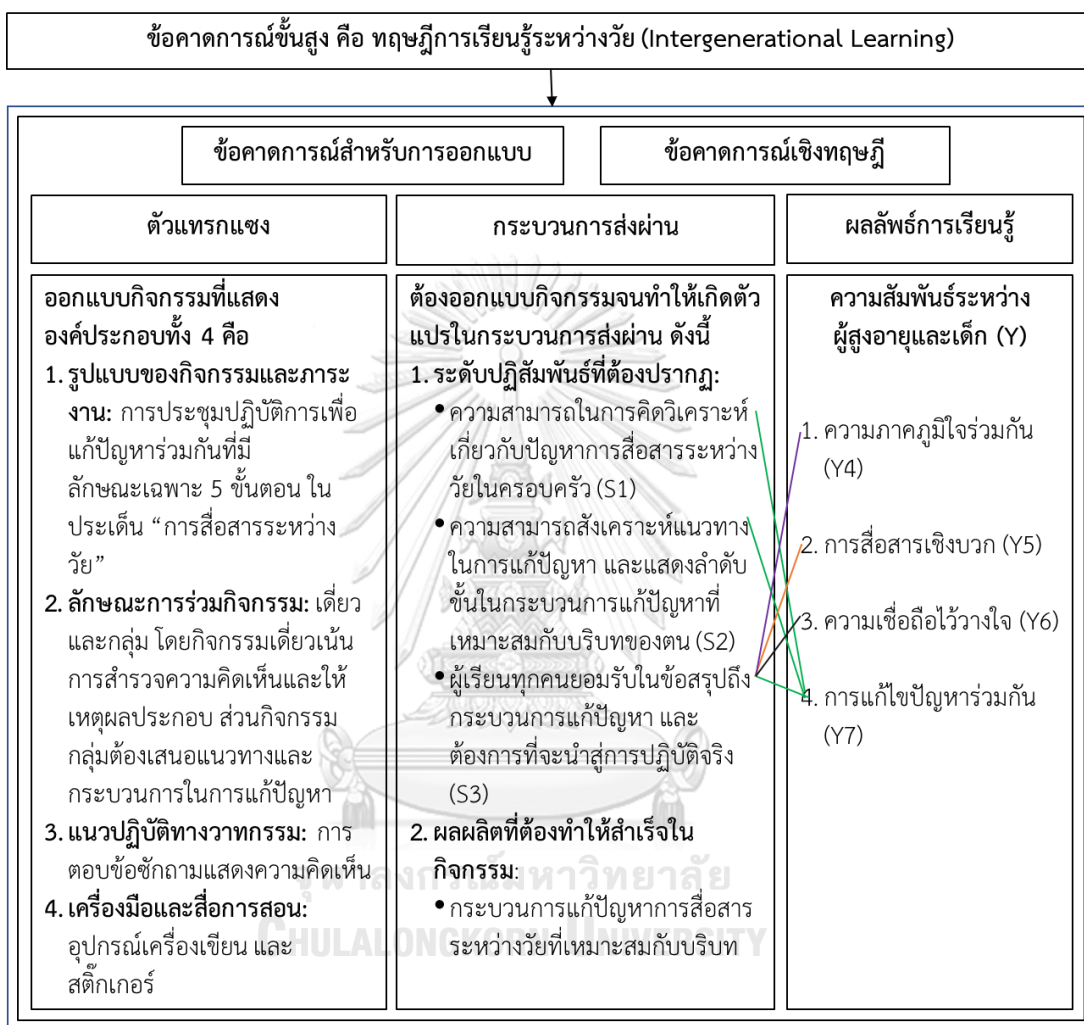 ข้อคาดการณ์ขั้นสูง คือ ทฤษฎีการเรียนรู้ระหว่างวัย (Intergenerational Learning)
ข้อคาดการณ์สำหรับการออกแบบ
ข้อคาดการณ์เชิงทฤษฎี
ตัวแทรกแซง
กระบวนการส่งผ่าน
ผลลัพธ์การเรียนรู้
ออกแบบกิจกรรมที่แสดง
องค์ประกอบทั้ง 4 คือ
1. รูปแบบของกิจกรรมและภาระ
งาน: การประชุมปฏิบัติการเพื่อ
แก้ปัญหาร่วมกันที่มี
ลักษณะเฉพาะ 5 ขั้นตอน ใน
ประเด็น “การสื่อสารระหว่าง
วัย”
2. ลักษณะการร่วมกิจกรรม: เดี่ยว
และกลุ่ม โดยกิจกรรมเดี่ยวเน้น
การสำรวจความคิดเห็นและให้
เหตุผลประกอบ ส่วนกิจกรรม
กลุ่มต้องเสนอแนวทางและ
กระบวนการในการแก้ปัญหา
3. แนวปฏิบัติทางวาทกรรม: การ
ตอบข้อซักถามแสดงความคิดเห็น
4. เครื่องมือและสื่อการสอน:
อุปกรณ์เครื่องเขียน และ
สติ๊กเกอร์
ต้องออกแบบกิจกรรมจนทำให้เกิดตัว
แปรในกระบวนการส่งผ่าน ดังนี้
1. ระดับปฏิสัมพันธ์ที่ต้องปรากฏ:
• ความสามารถในการคิดวิเคราะห์
เกี่ยวกับปัญหาการสื่อสารระหว่าง
วัยในครอบครัว (S1)
• ความสามารถสังเคราะห์แนวทาง
ในการแก้ปัญหา และแสดงลำดับ
ขั้นในกระบวนการแก้ปัญหาที่
เหมาะสมกับบริบทของตน (S2)
• ผู้เรียนทุกคนยอมรับในข้อสรุปถึง
กระบวนการแก้ปัญหา และ
ต้องการที่จะนำสู่การปฏิบัติจริง
(S3)
2. ผลผลิตที่ต้องทำให้สำเร็จใน
กิจกรรม:
• กระบวนการแก้ปัญหาการสื่อสาร
ระหว่างวัยที่เหมาะสมกับบริบท
ความสัมพันธ์ระหว่าง
ผู้สูงอายุและเด็ก (Y)
1. ความภาคภูมิใจร่วมกัน
(Y4)
2. การสื่อสารเชิงบวก (Y5)
3. ความเชื่อถือไว้วางใจ (Y6)
4. การแก้ไขปัญหาร่วมกัน
(Y7)
จุฬาลงกรณ์มหาวิทยาลัย
CHULALONGKORN UNIVERSITY